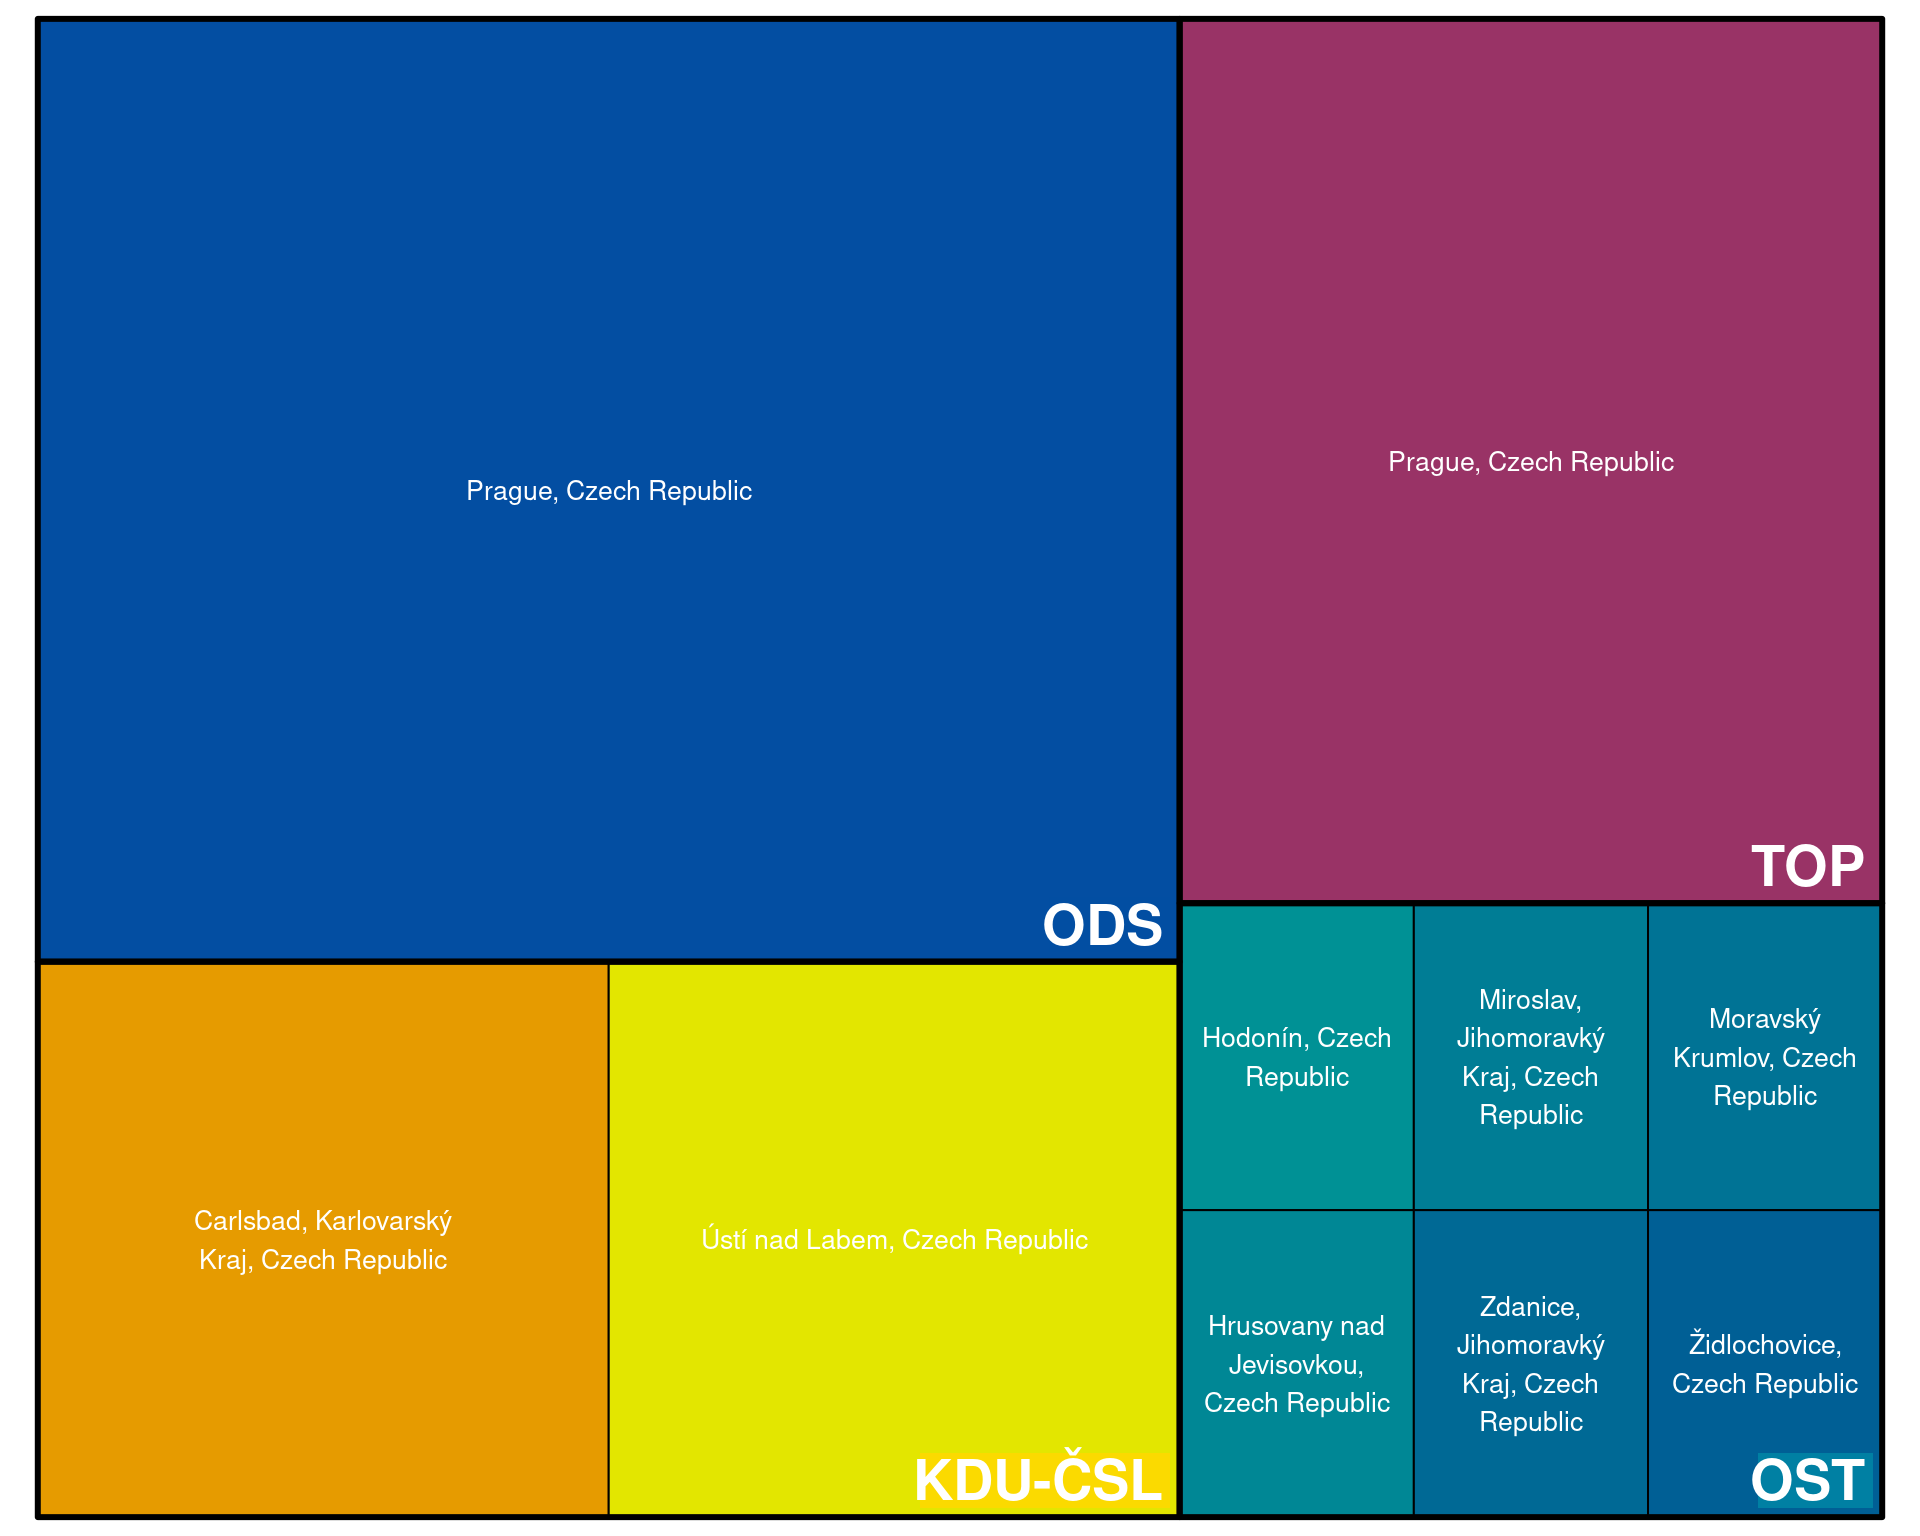 Prague, Czech Republic
ODS
Prague, Czech Republic
TOP
Carlsbad, Karlovarský
Kraj, Czech Republic
Ústí nad Labem, Czech Republic
KDU-ČSL
Hodonín, Czech
Republic
Miroslav,
Jihomoravký
Kraj, Czech
Republic
Moravský
Krumlov, Czech
Republic
Hrusovany nad
Jevisovkou,
Czech Republic
Zdanice,
Jihomoravký
Kraj, Czech
Republic
Židlochovice,
Czech Republic
OST